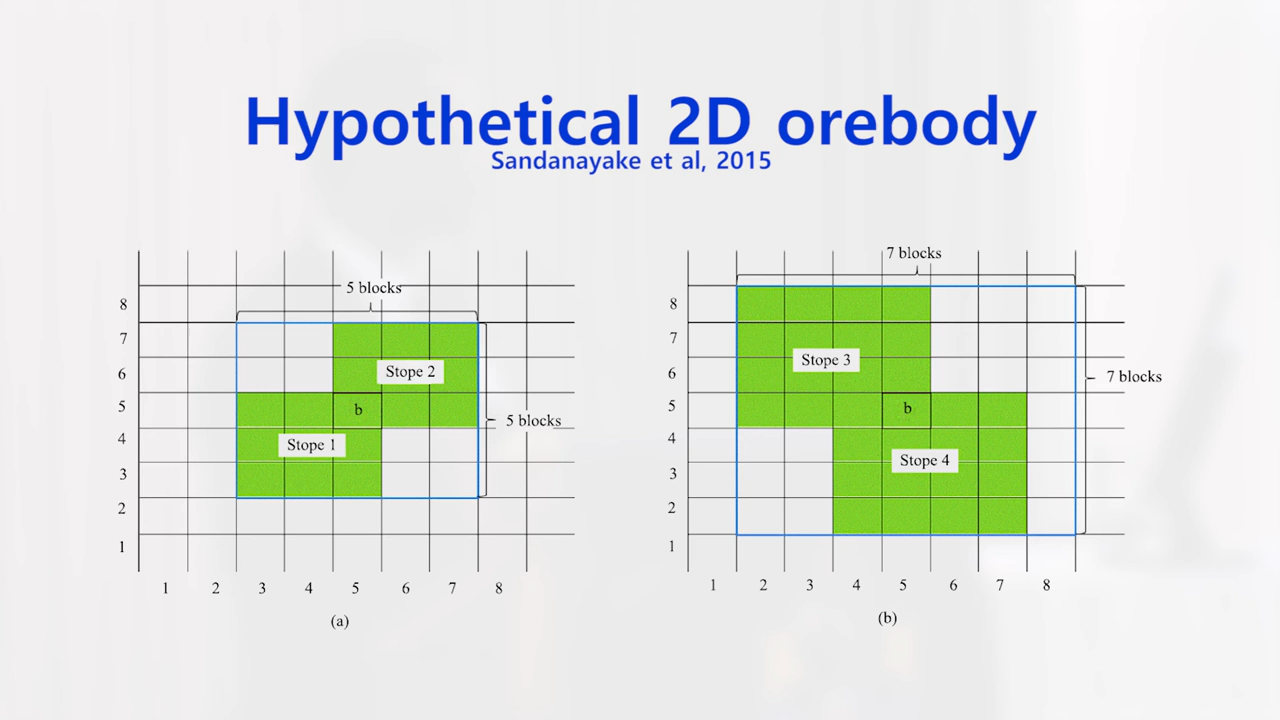 Hypothetical 2D orebody
Sandanayake et al, 2015
5 blocks
8
7
6
5
4
3
2
1
Stope 2
b
Stope 1
5 blocks
1 2 3 4 5 6 7 8
(a)
7 blocks
8
7
6
5
4
3
2
1
Stope 3
b
Stope 4
7 blocks
1 2 3 4 5 6 7 8
(b)